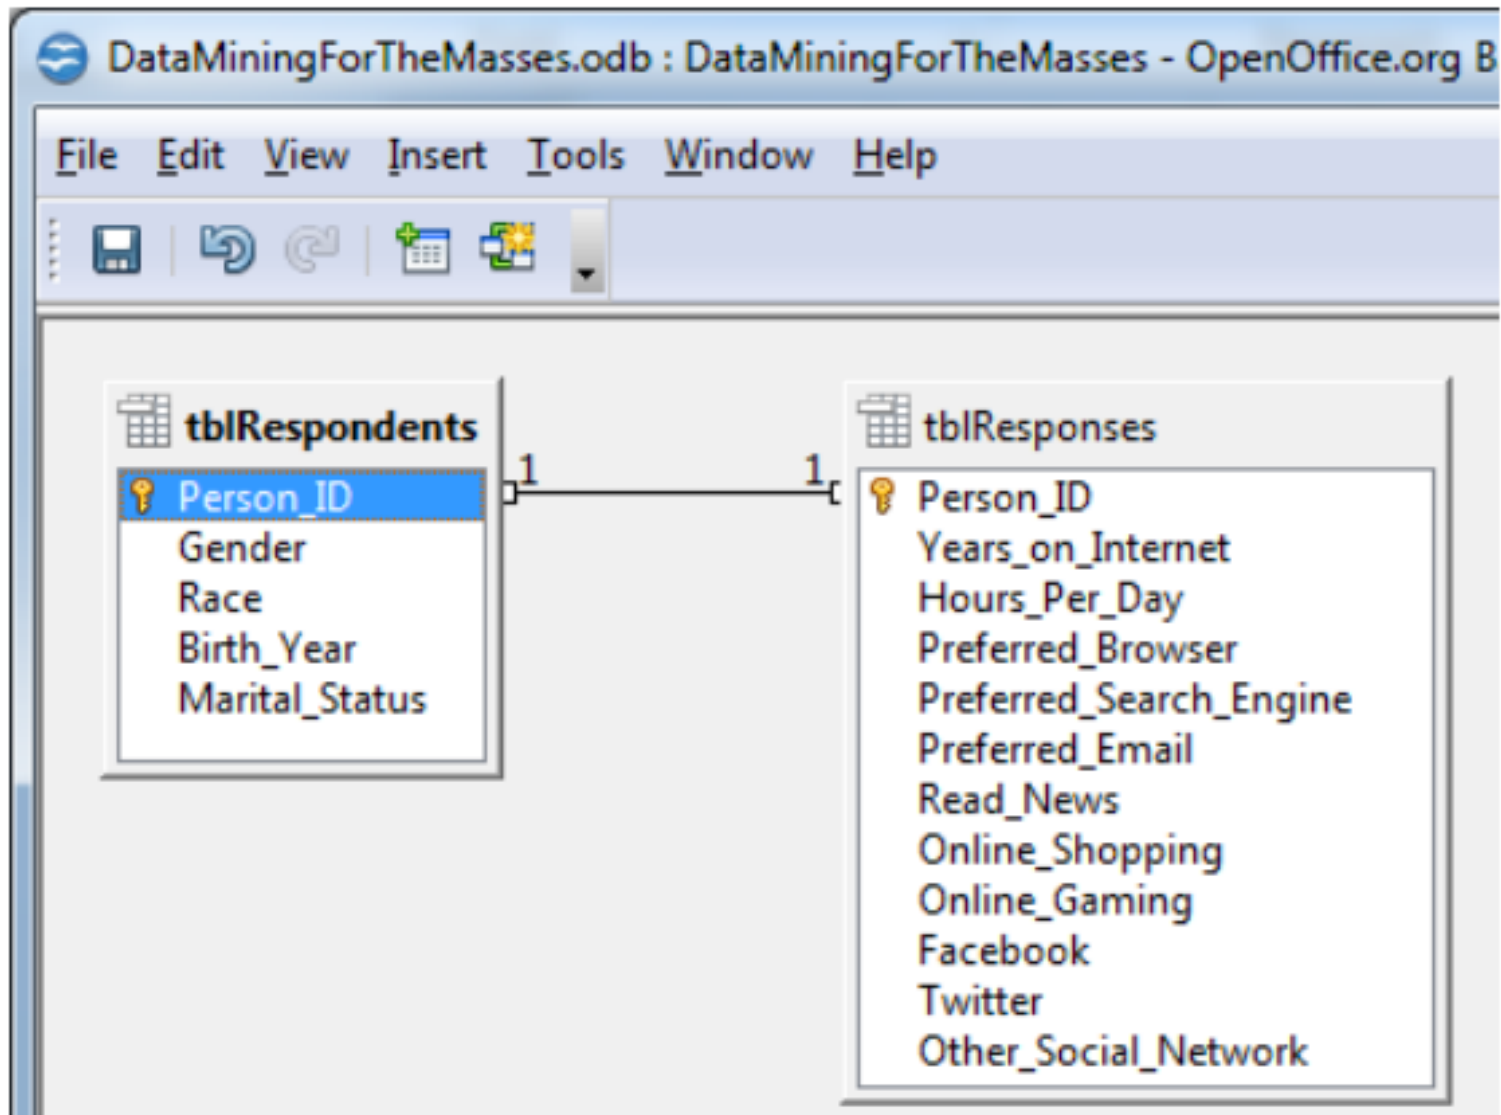 DataMiningForTheMasses.odb : DataMiningForTheMasses - OpenOffice.org B
File Edit View Insert Tools Window Help
tblRespondents
Person_ID
Gender
Race
Birth_Year
Marital_Status
1 1
tblResponses
Person_ID
Years_on_Internet
Hours_Per_Day
Preferred_Browser
Preferred_Search_Engine
Preferred_Email
Read_News
Online_Shopping
Online_Gaming
Facebook
Twitter
Other_Social_Network